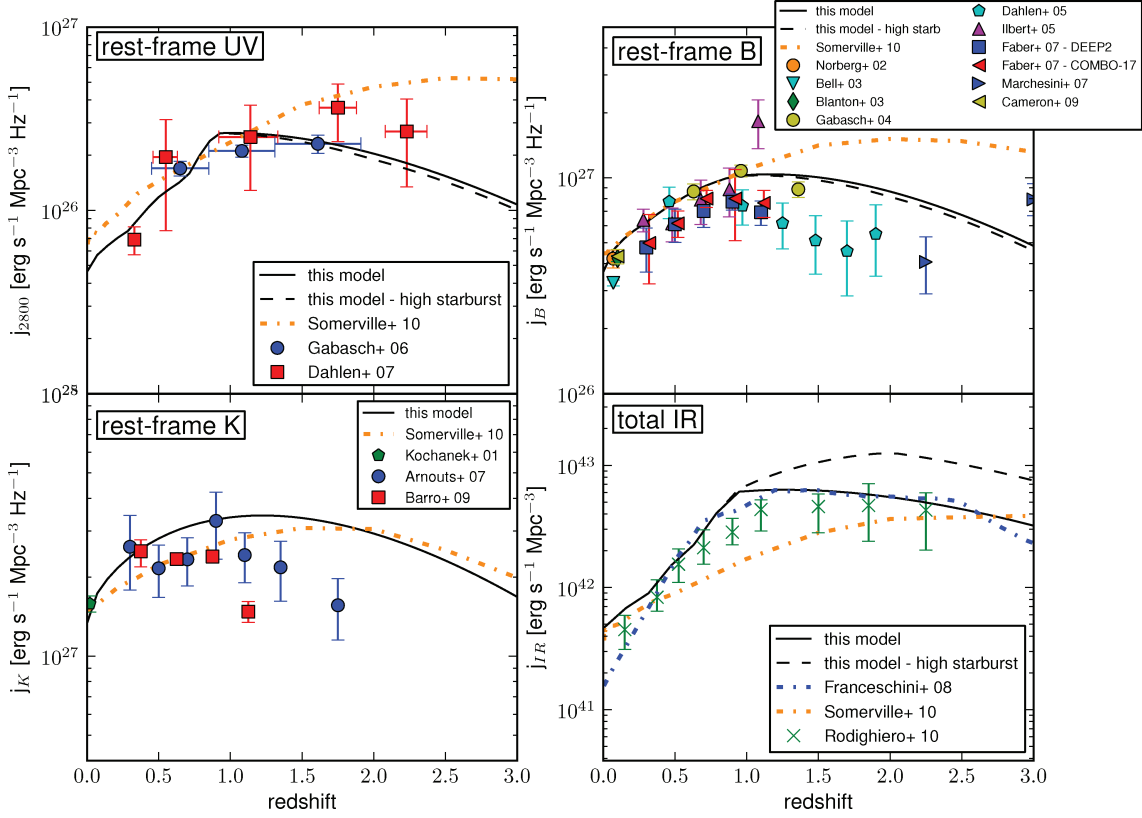 10^27
rest-frame UV
10^26
j_2800 [erg s^−1 Mpc^−3 Hz^−1]
this model
this model - high starburst
Somerville+ 10
Gabasch+ 06
Dahlen+ 07
10^28
rest-frame B
this model
this model - high starb
Somerville+ 10
Norberg+ 02
Bell+ 03
Blanton+ 03
Gabasch+ 04
Dahlen+ 05
Ilbert+ 05
Faber+ 07 - DEEP2
Faber+ 07 - COMBO-17
Marchesini+ 07
Cameron+ 09
10^27
j_B [erg s^−1 Mpc^−3 Hz^−1]
10^26
rest-frame K
this model
Somerville+ 10
Kochanek+ 01
Arnouts+ 07
Barro+ 09
j_K [erg s^−1 Mpc^−3 Hz^−1]
10^27
0.0 0.5 1.0 1.5 2.0 2.5 3.0
redshift
total IR
10^43
10^42
10^41
j_IR [erg s^−1 Mpc^−3]
this model
this model - high starburst
Franceschini+ 08
Somerville+ 10
Rodighiero+ 10
0.0 0.5 1.0 1.5 2.0 2.5 3.0
redshift